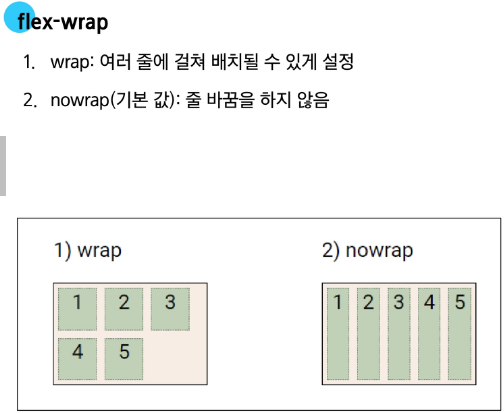 flex-wrap
1. wrap: 여러 줄에 걸쳐 배치될 수 있게 설정
2. nowrap(기본 값): 줄 바꿈을 하지 않음
1) wrap
1 2 3
4 5
2) nowrap
1 2 3 4 5